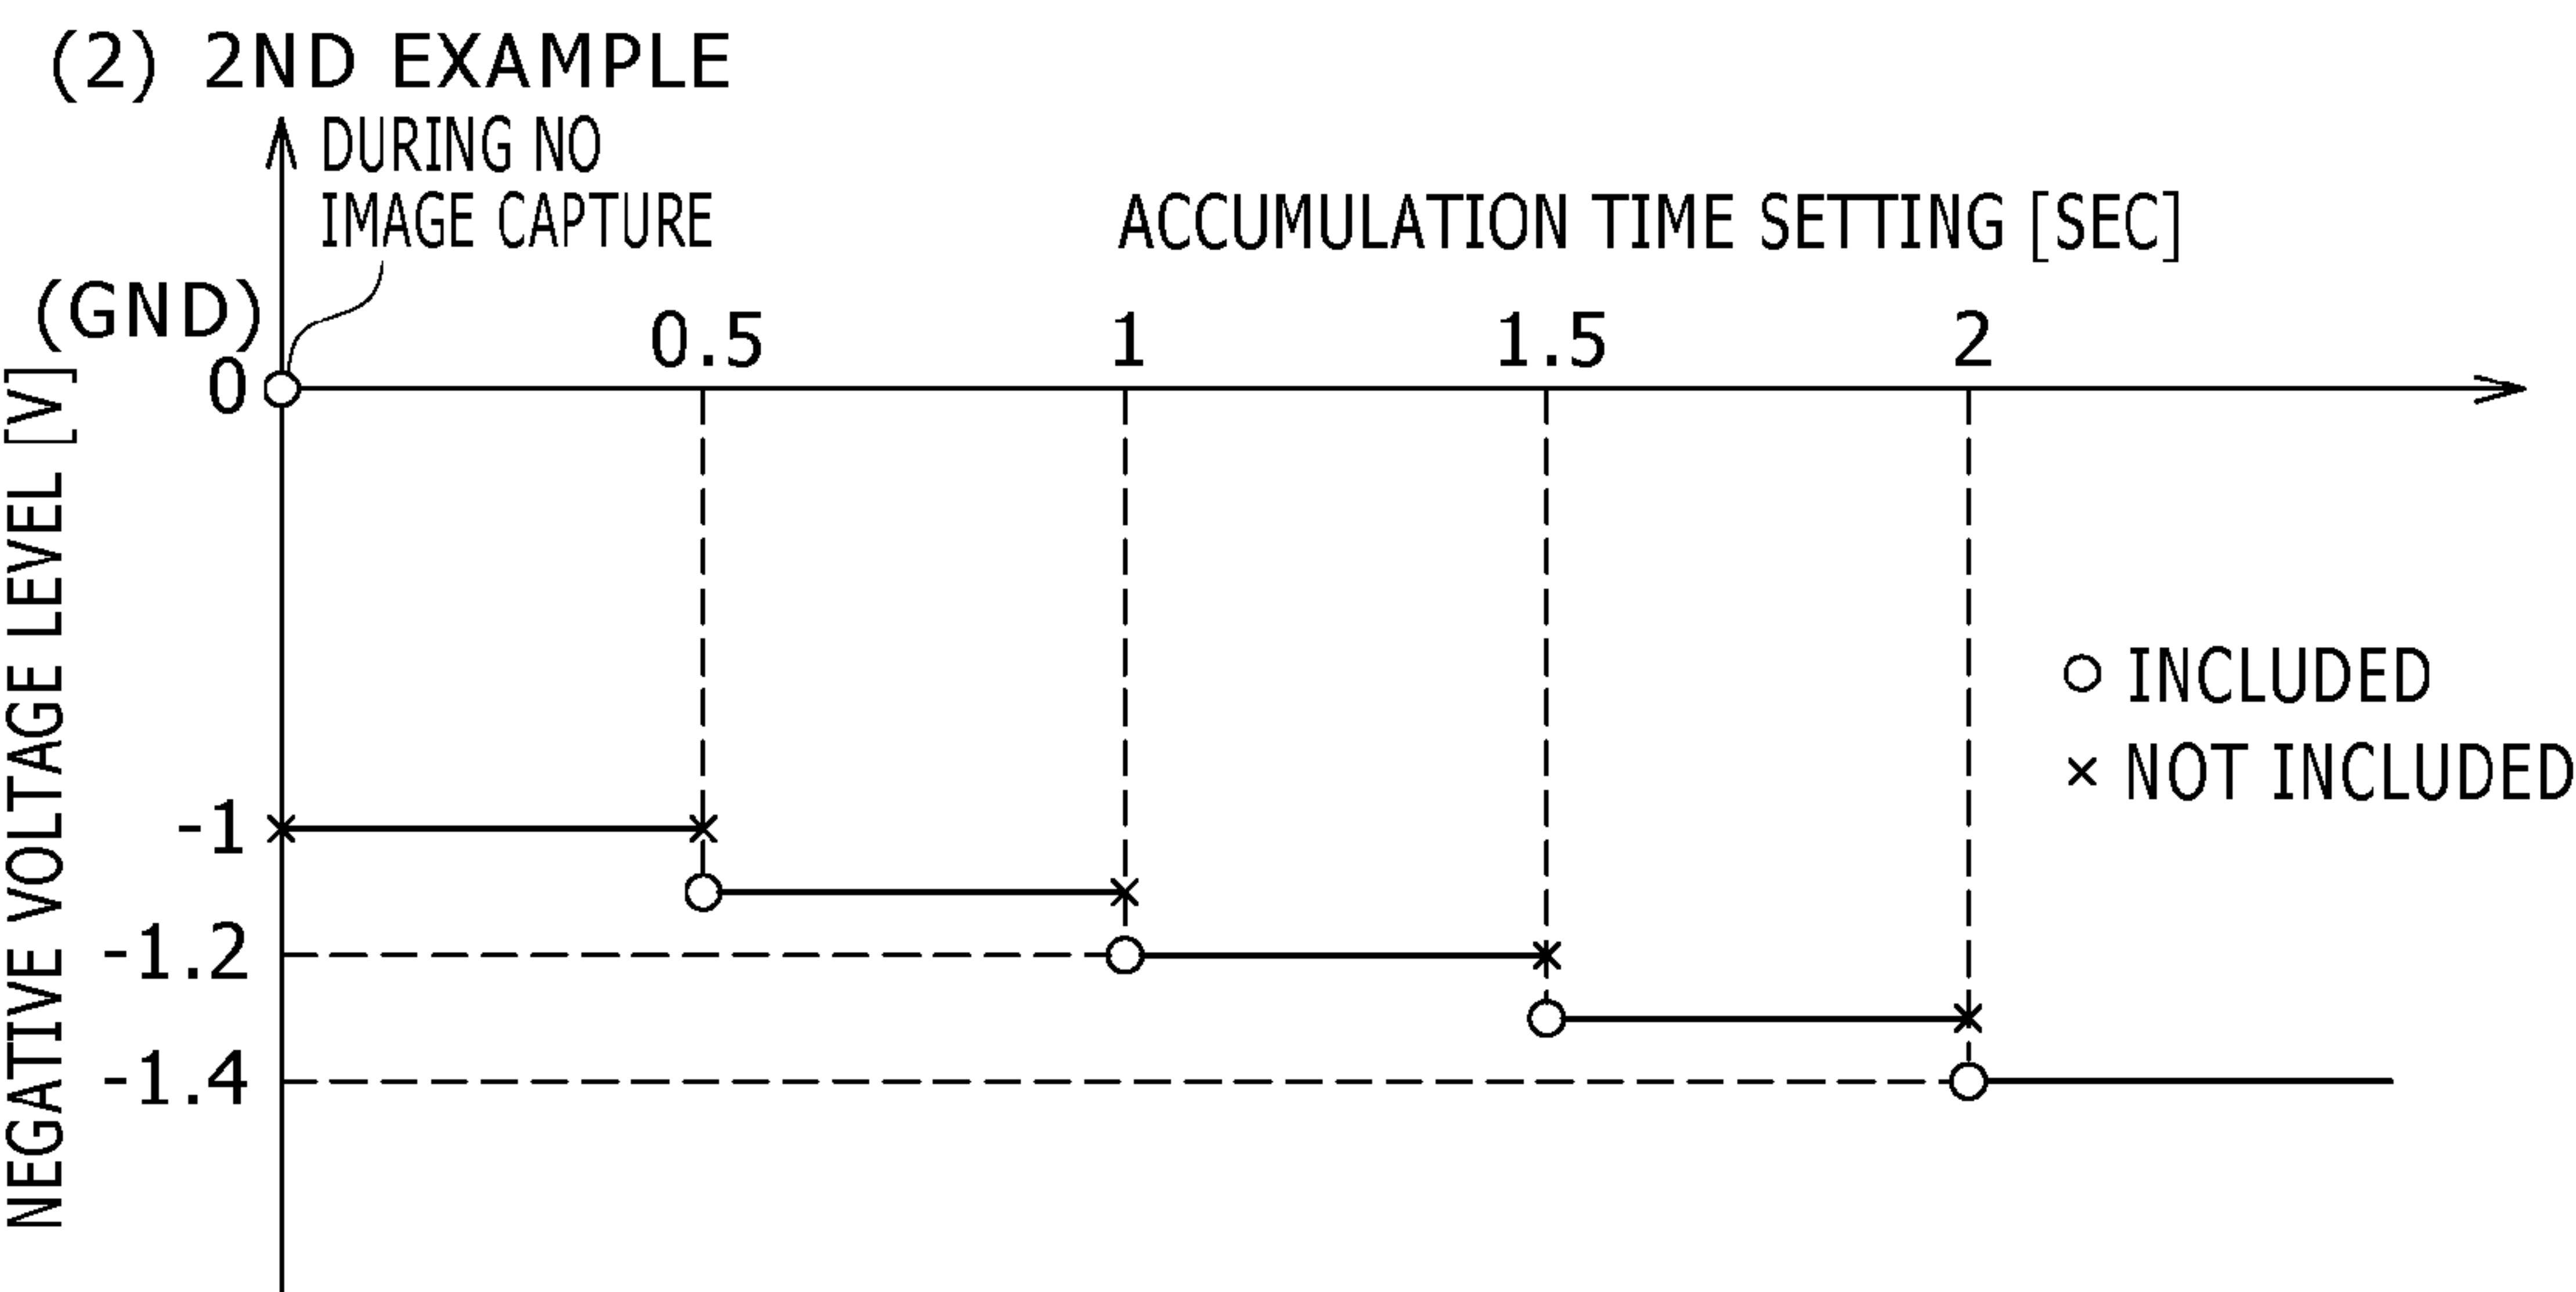 (2) 2ND EXAMPLE
DURING NO
IMAGE CAPTURE
ACCUMULATION TIME SETTING [SEC]
(GND)
0.5 1 1.5 2
0
NEGATIVE VOLTAGE LEVEL [V]
○ INCLUDED
× NOT INCLUDED
-1
-1.2
-1.4